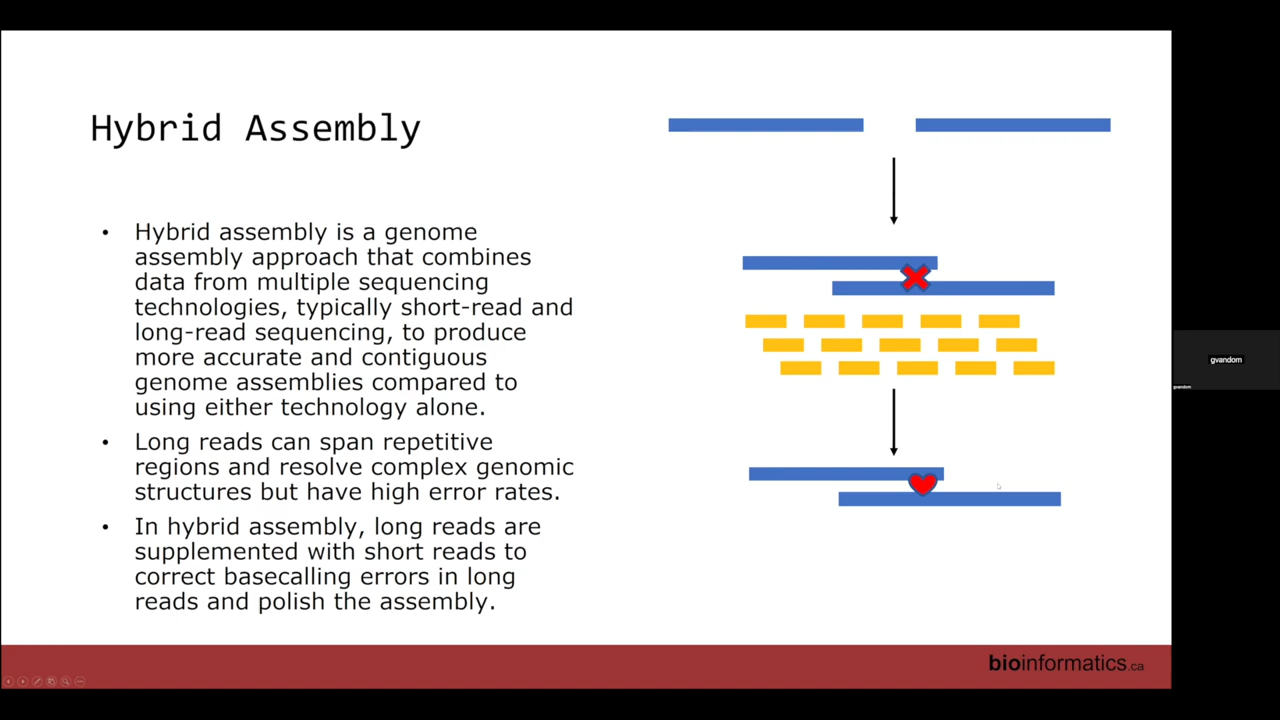 Hybrid Assembly
• Hybrid assembly is a genome
assembly approach that combines
data from multiple sequencing
technologies, typically short-read and
long-read sequencing, to produce
more accurate and contiguous
genome assemblies compared to
using either technology alone.
• Long reads can span repetitive
regions and resolve complex genomic
structures but have high error rates.
• In hybrid assembly, long reads are
supplemented with short reads to
correct basecalling errors in long
reads and polish the assembly.
gvandom
gvandom
bioinformatics.ca